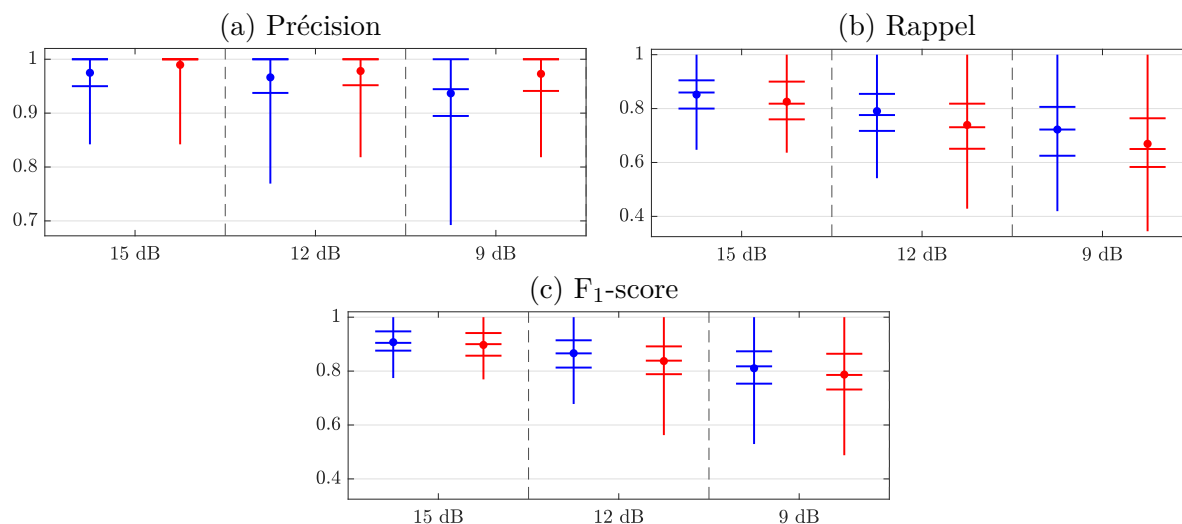 (a) Précision
(b) Rappel
1
0.9
0.8
0.7
15 dB
12 dB
9 dB
1
0.8
0.6
0.4
15 dB
12 dB
9 dB
(c) F₁-score
1
0.8
0.6
0.4
15 dB
12 dB
9 dB